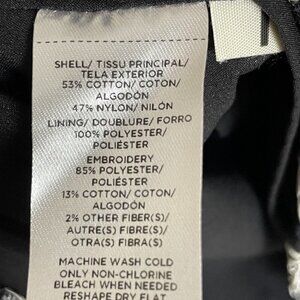 SHELL/ TISSU PRINCIPAL/
TELA EXTERIOR
53% COTTON/ COTON/
ALGODÓN
47% NYLON/ NILÓN
LINING/ DOUBLURE/ FORRO
100% POLYESTER/
POLIÉSTER
EMBROIDERY
85% POLYESTER/
POLIÉSTER
13% COTTON/ COTON/
ALGODÓN
2% OTHER FIBER(S)/
AUTRE(S) FIBRE(S)/
OTRA(S) FIBRA(S)
MACHINE WASH COLD
ONLY NON-CHLORINE
BLEACH WHEN NEEDED
RESHAPE DRY FLAT